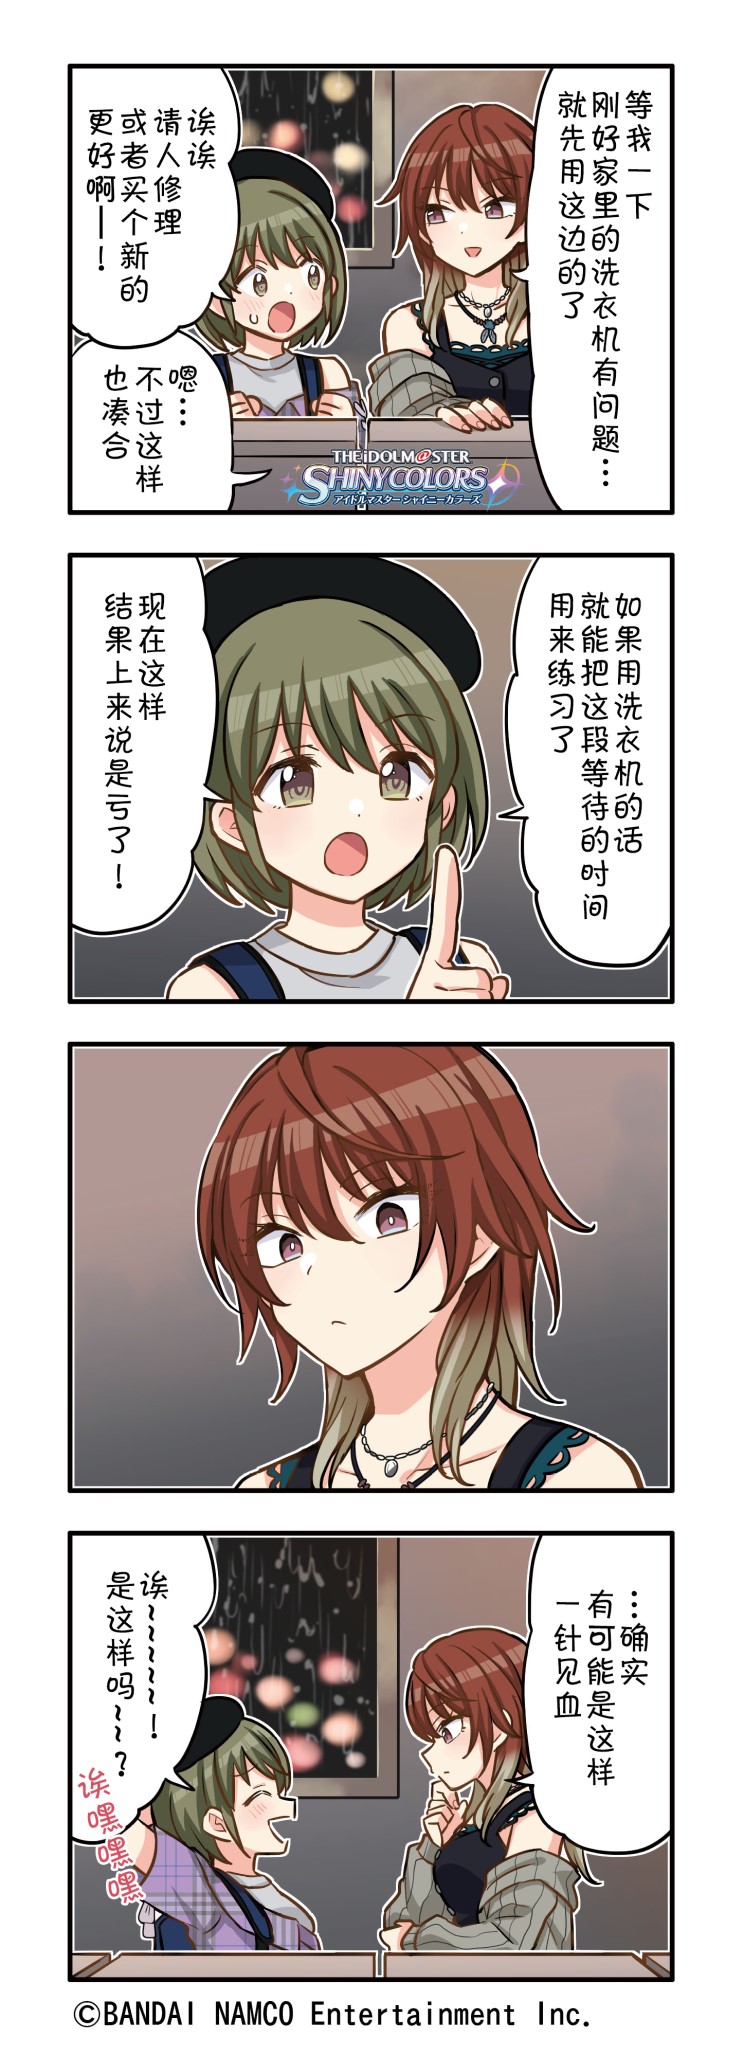 等我一下
刚好家里的洗衣机有问题…
就先用这边的了
诶诶
请人修理
或者买个新的
更好啊—！
嗯…
不过这样
也凑合
THE iDOLM@STER
SHINY COLORS
アイドルマスター シャイニーカラーズ
如果用洗衣机的话
就能把这段等待的时间
用来练习了
现在这样
结果上来说是亏了！
…确实
有可能是这样
一针见血
诶~~~~~！
是这样吗~~？
诶嘿嘿嘿
©BANDAI NAMCO Entertainment Inc.